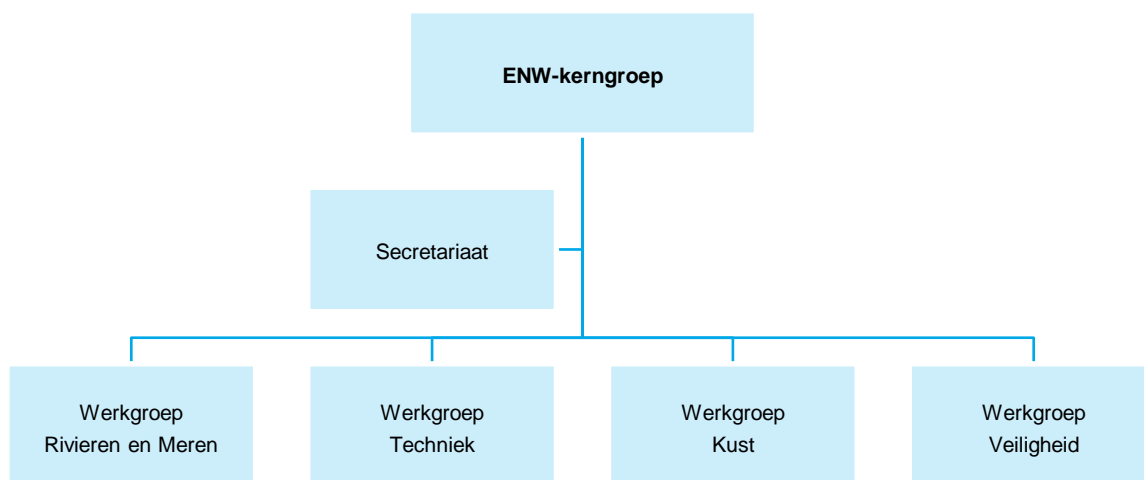 ENW-kerngroep
Secretariaat
Werkgroep
Rivieren en Meren
Werkgroep
Techniek
Werkgroep
Kust
Werkgroep
Veiligheid